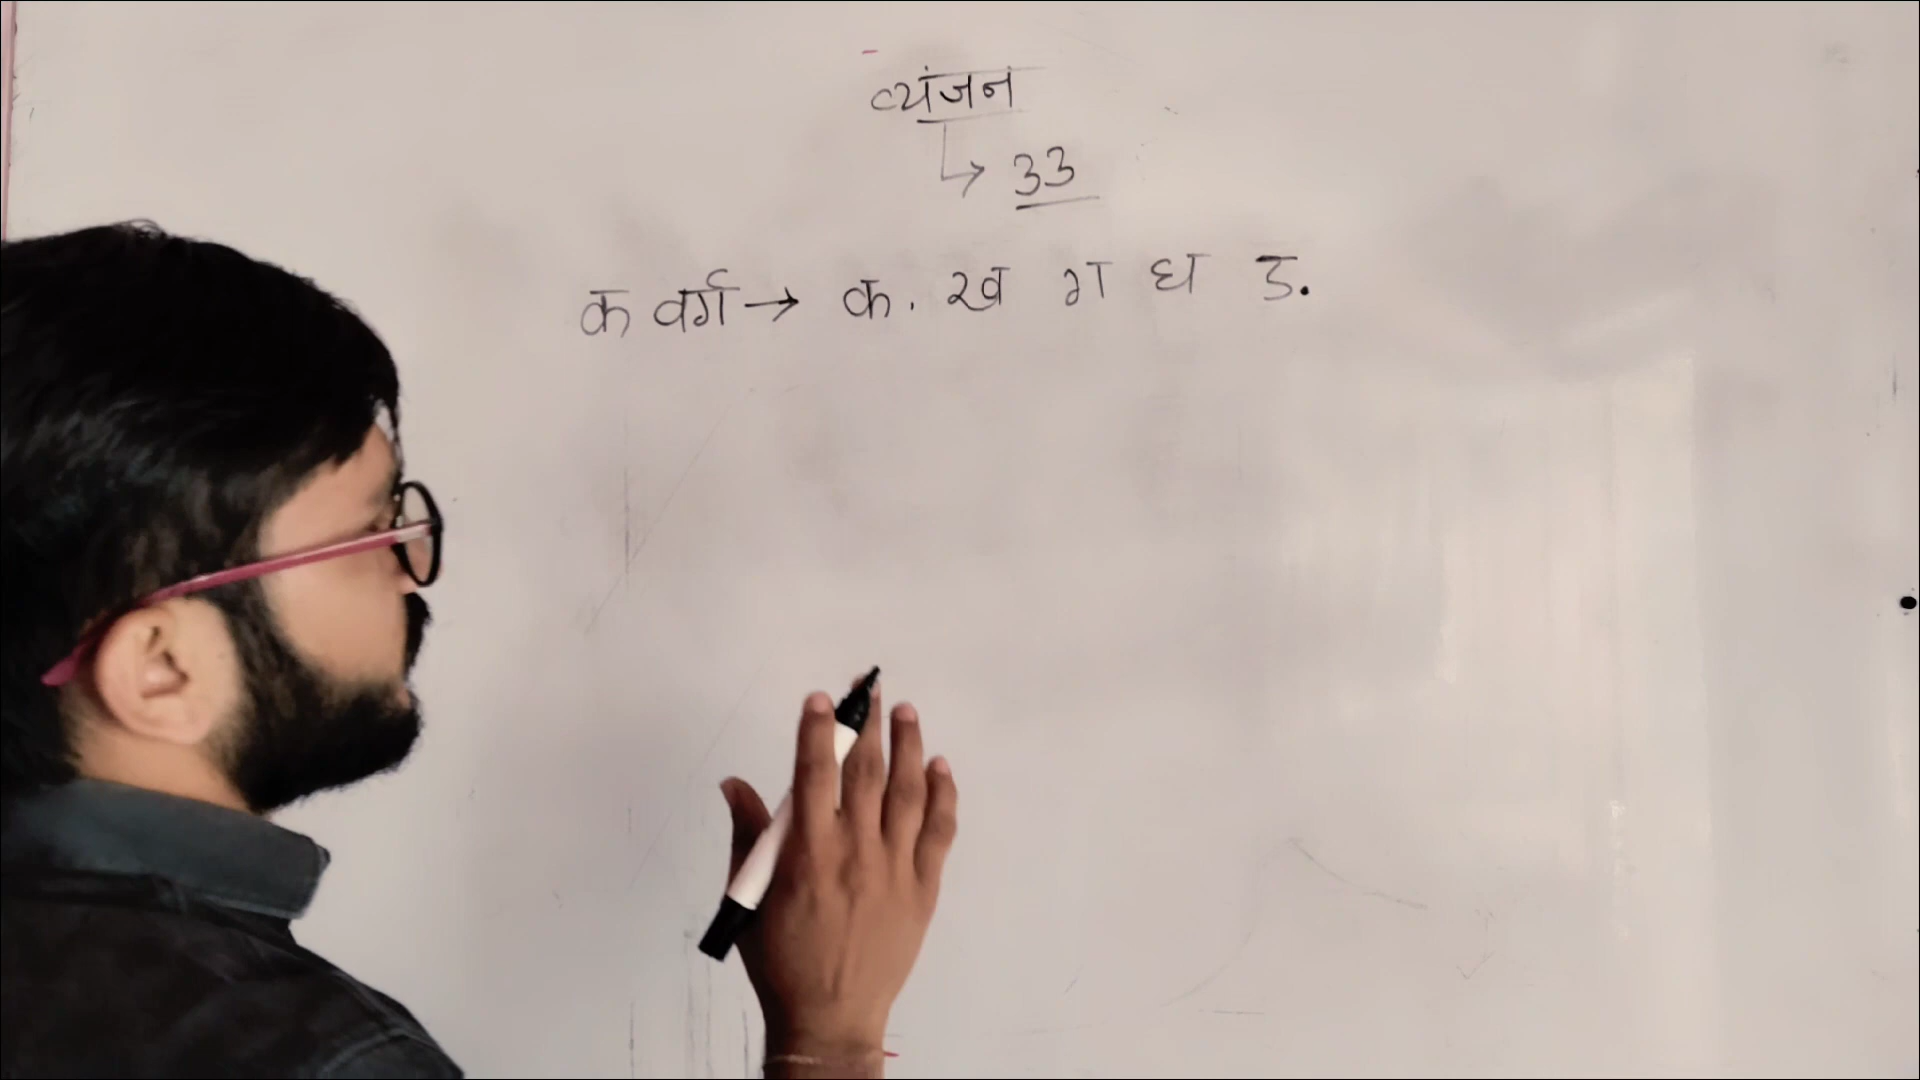 व्यंजन
↳ 33
क वर्ग → क. ख ग घ ङ